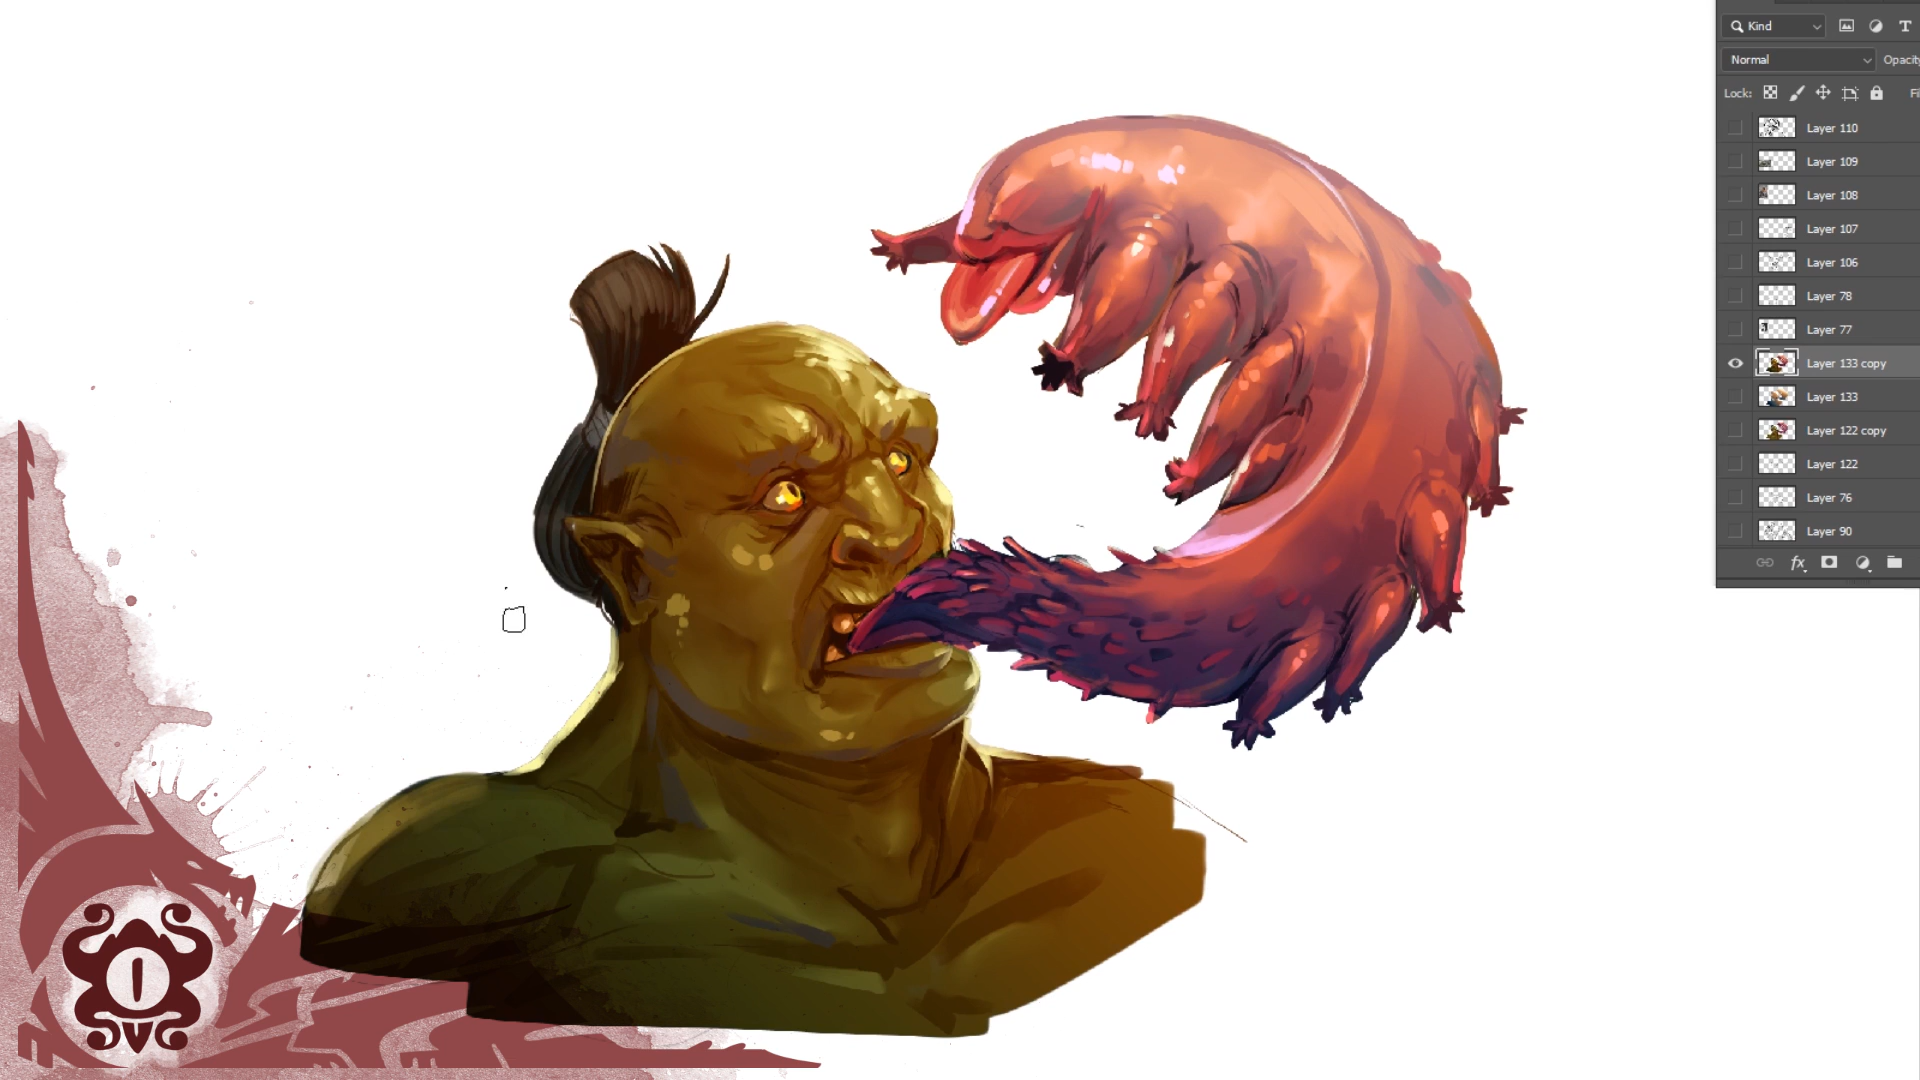 Kind
T
Normal
Opacity
Lock:
Layer 110
Layer 109
Layer 108
Layer 107
Layer 106
Layer 78
Layer 77
Layer 133 copy
Layer 133
Layer 122 copy
Layer 122
Layer 76
Layer 90
fx